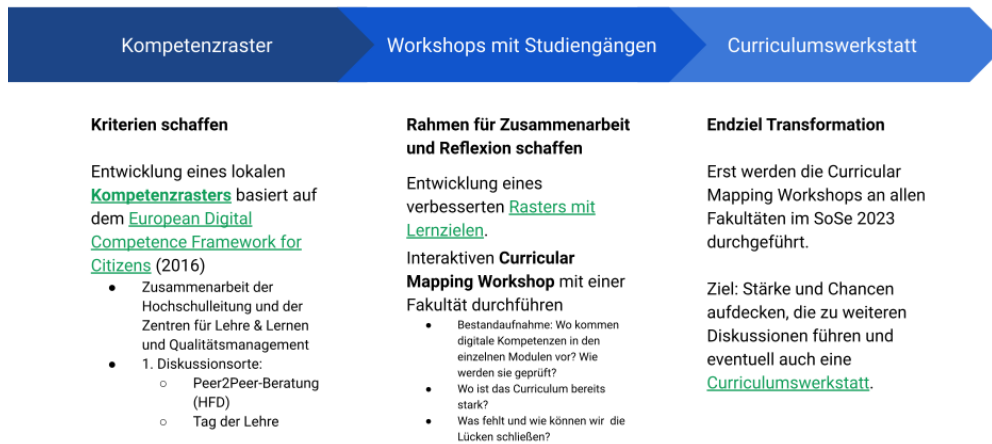 Kompetenzraster
Workshops mit Studiengängen
Curriculumswerkstatt
Kriterien schaffen
Entwicklung eines lokalen
Kompetenzrasters basiert auf
dem European Digital
Competence Framework for
Citizens (2016)
● Zusammenarbeit der
Hochschulleitung und der
Zentren für Lehre & Lernen
und Qualitätsmanagement
● 1. Diskussionsorte:
○ Peer2Peer-Beratung
(HFD)
○ Tag der Lehre
Rahmen für Zusammenarbeit
und Reflexion schaffen
Entwicklung eines
verbesserten Rasters mit
Lernzielen.
Interaktiven Curricular
Mapping Workshop mit einer
Fakultät durchführen
● Bestandaufnahme: Wo kommen
digitale Kompetenzen in den
einzelnen Modulen vor? Wie
werden sie geprüft?
● Wo ist das Curriculum bereits
stark?
● Was fehlt und wie können wir die
Lücken schließen?
Endziel Transformation
Erst werden die Curricular
Mapping Workshops an allen
Fakultäten im SoSe 2023
durchgeführt.
Ziel: Stärke und Chancen
aufdecken, die zu weiteren
Diskussionen führen und
eventuell auch eine
Curriculumswerkstatt.